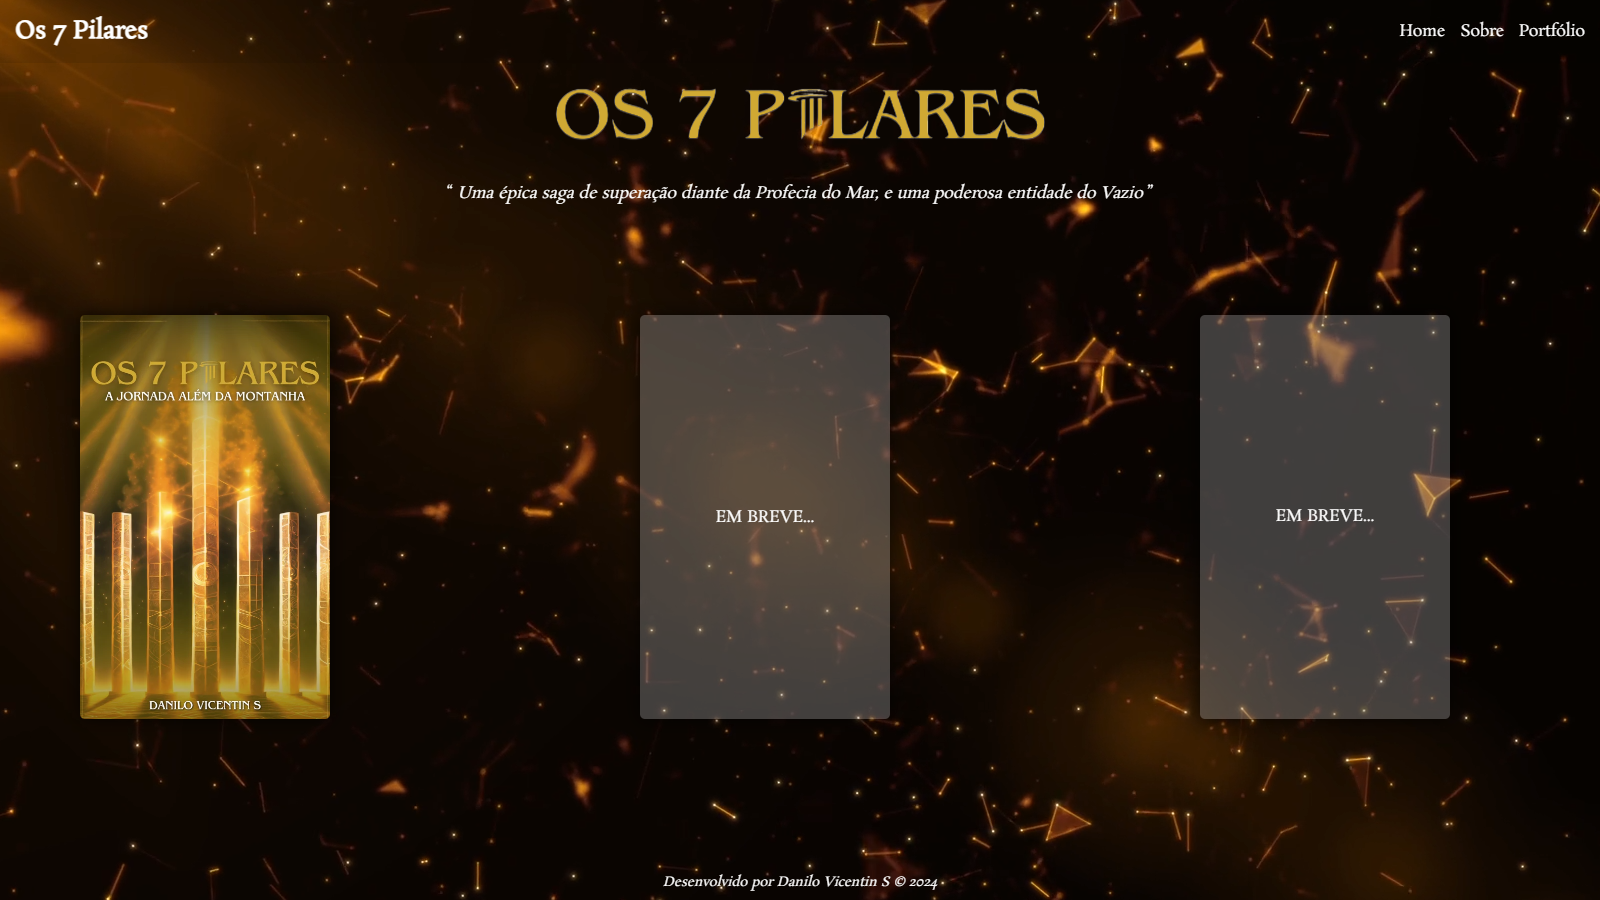 Os 7 Pilares
Home Sobre Portfólio
OS 7 PILARES
“ Uma épica saga de superação diante da Profecia do Mar, e uma poderosa entidade do Vazio”
OS 7 PILARES
A JORNADA ALÉM DA MONTANHA
DANILO VICENTIN S
EM BREVE...
EM BREVE...
Desenvolvido por Danilo Vicentin S © 2024